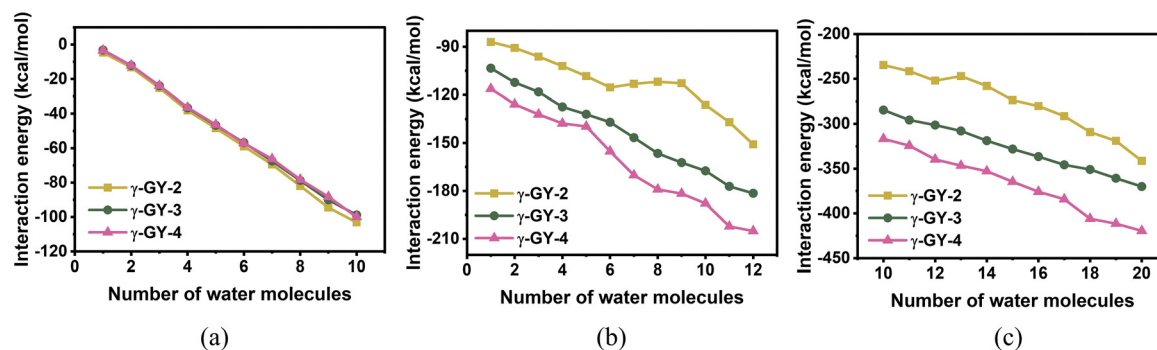 Interaction energy (kcal/mol)
0
-20
-40
-60
-80
-100
-120
γ-GY-2
γ-GY-3
γ-GY-4
0 2 4 6 8 10
Number of water molecules
(a)
Interaction energy (kcal/mol)
-90
-120
-150
-180
-210
γ-GY-2
γ-GY-3
γ-GY-4
0 2 4 6 8 10 12
Number of water molecules
(b)
Interaction energy (kcal/mol)
-200
-250
-300
-350
-400
-450
γ-GY-2
γ-GY-3
γ-GY-4
10 12 14 16 18 20
Number of water molecules
(c)